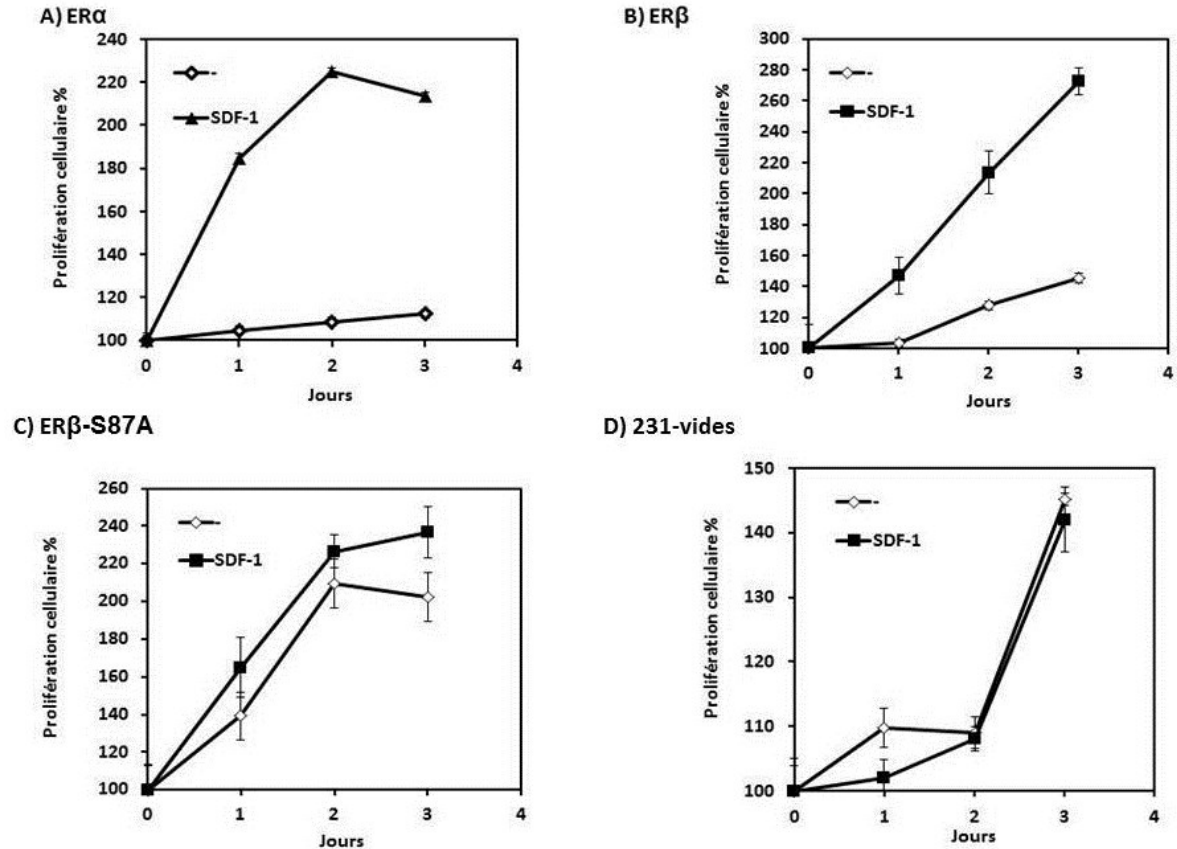 A) ERα
240
220
200
180
160
140
120
100
Prolifération cellulaire %
-
SDF-1
0 1 2 3 4
Jours
B) ERβ
300
280
260
240
220
200
180
160
140
120
100
Prolifération cellulaire %
-
SDF-1
0 1 2 3 4
Jours
C) ERβ-S87A
260
240
220
200
180
160
140
120
100
Prolifération cellulaire %
-
SDF-1
0 1 2 3 4
Jours
D) 231-vides
150
140
130
120
110
100
Prolifération cellulaire %
-
SDF-1
0 1 2 3 4
Jours